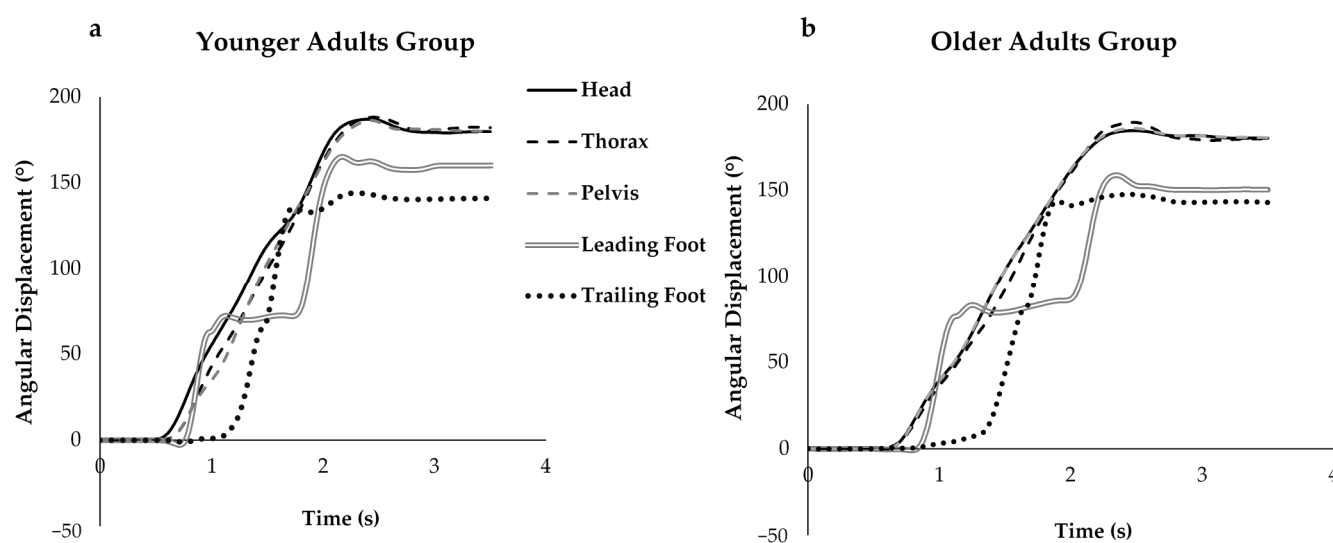 a
Younger Adults Group
Angular Displacement (°)
200
150
100
50
0
–50
0
1
2
3
4
Time (s)
Head
Thorax
Pelvis
Leading Foot
Trailing Foot
b
Older Adults Group
Angular Displacement (°)
200
150
100
50
0
–50
0
1
2
3
4
Time (s)